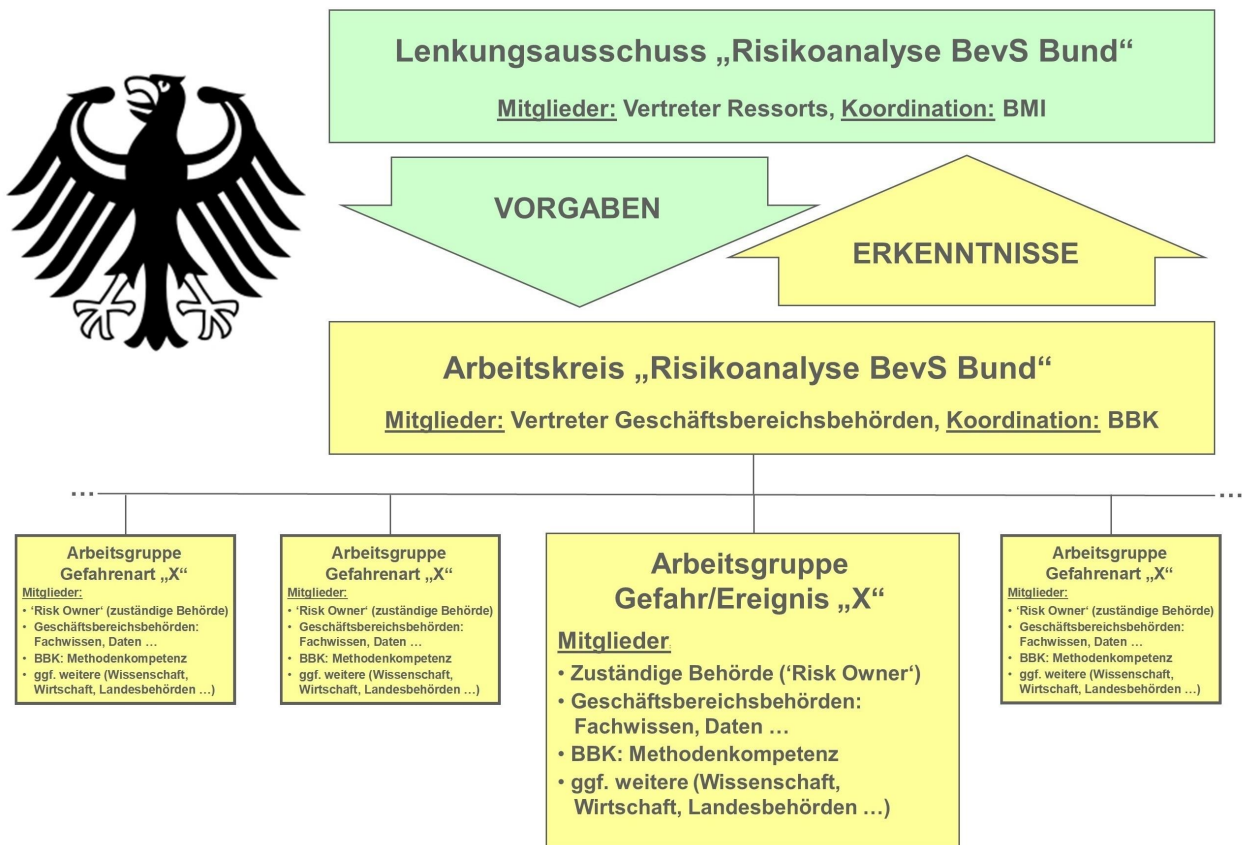 Lenkungsausschuss „Risikoanalyse BevS Bund“
Mitglieder: Vertreter Ressorts, Koordination: BMI
VORGABEN
ERKENNTNISSE
Arbeitskreis „Risikoanalyse BevS Bund“
Mitglieder: Vertreter Geschäftsbereichsbehörden, Koordination: BBK
...
...
Arbeitsgruppe
Gefahrenart „X“
Mitglieder:
• ‘Risk Owner‘ (zuständige Behörde)
• Geschäftsbereichsbehörden:
Fachwissen, Daten ...
• BBK: Methodenkompetenz
• ggf. weitere (Wissenschaft,
Wirtschaft, Landesbehörden ...)
Arbeitsgruppe
Gefahrenart „X“
Mitglieder:
• ‘Risk Owner‘ (zuständige Behörde)
• Geschäftsbereichsbehörden:
Fachwissen, Daten ...
• BBK: Methodenkompetenz
• ggf. weitere (Wissenschaft,
Wirtschaft, Landesbehörden ...)
Arbeitsgruppe
Gefahr/Ereignis „X“
Mitglieder:
• Zuständige Behörde (‘Risk Owner‘)
• Geschäftsbereichsbehörden:
Fachwissen, Daten ...
• BBK: Methodenkompetenz
• ggf. weitere (Wissenschaft,
Wirtschaft, Landesbehörden ...)
Arbeitsgruppe
Gefahrenart „X“
Mitglieder:
• ‘Risk Owner‘ (zuständige Behörde)
• Geschäftsbereichsbehörden:
Fachwissen, Daten ...
• BBK: Methodenkompetenz
• ggf. weitere (Wissenschaft,
Wirtschaft, Landesbehörden ...)